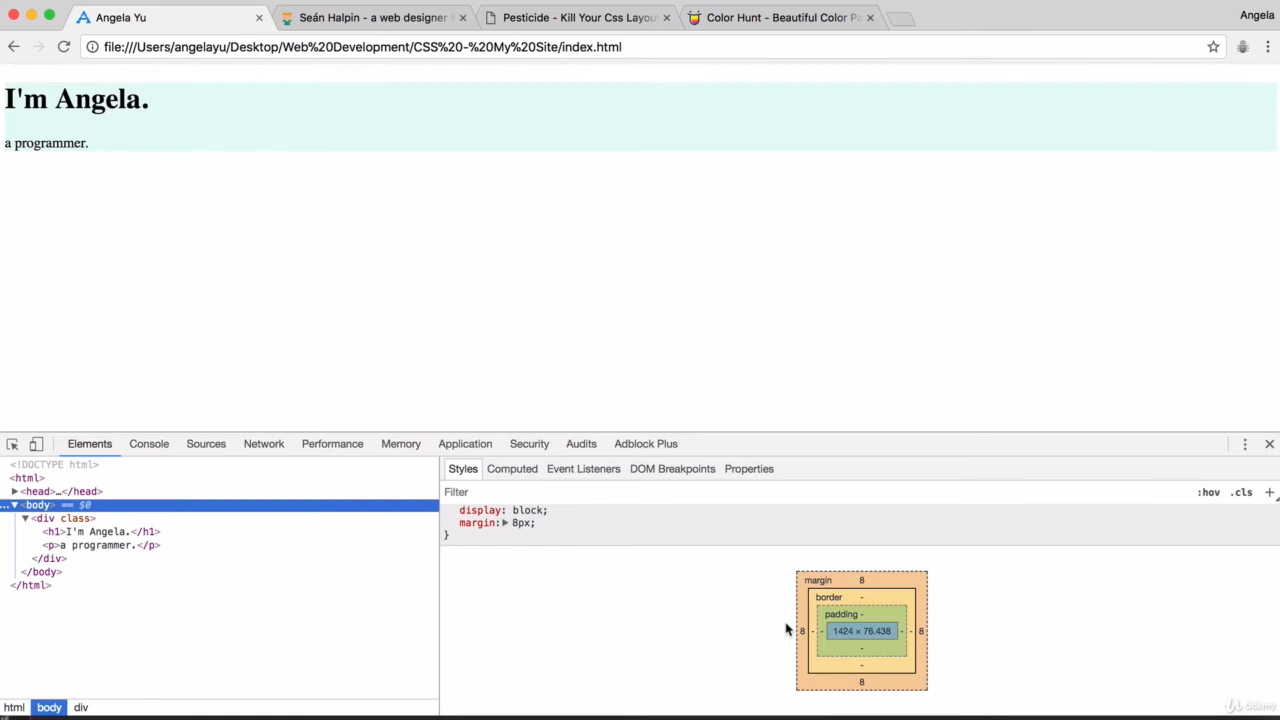 Angela Yu
Seán Halpin - a web designer
Pesticide - Kill Your Css Layou
Color Hunt - Beautiful Color Pa
Angela
file:///Users/angelayu/Desktop/Web%20Development/CSS%20-%20My%20Site/index.html
I'm Angela.
a programmer.
Elements Console Sources Network Performance Memory Application Security Audits Adblock Plus
<!DOCTYPE html>
<html>
<head>…</head>
… <body> == $0
<div class>
<h1>I'm Angela.</h1>
<p>a programmer.</p>
</div>
</body>
</html>
html body div
Styles Computed Event Listeners DOM Breakpoints Properties
Filter :hov .cls +
display: block;
margin: 8px;
}
margin 8
border -
padding -
8 - - 1424 × 76.438 - - 8
-
-
8
Udemy